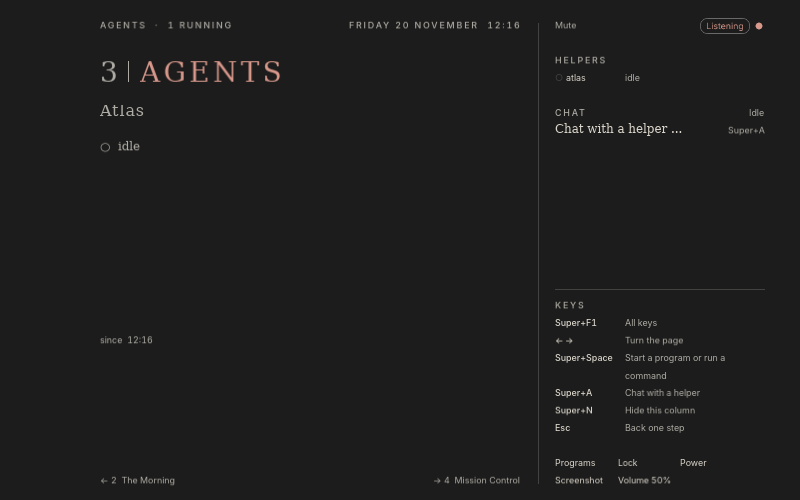 AGENTS · 1 RUNNING
FRIDAY 20 NOVEMBER 12:16
3 | AGENTS
Atlas
○ idle
since 12:16
← 2 The Morning
→ 4 Mission Control
Mute
Listening
HELPERS
atlas idle
CHAT Idle
Chat with a helper ... Super+A
KEYS
Super+F1 All keys
← → Turn the page
Super+Space Start a program or run a
command
Super+A Chat with a helper
Super+N Hide this column
Esc Back one step
Programs Lock Power
Screenshot Volume 50%